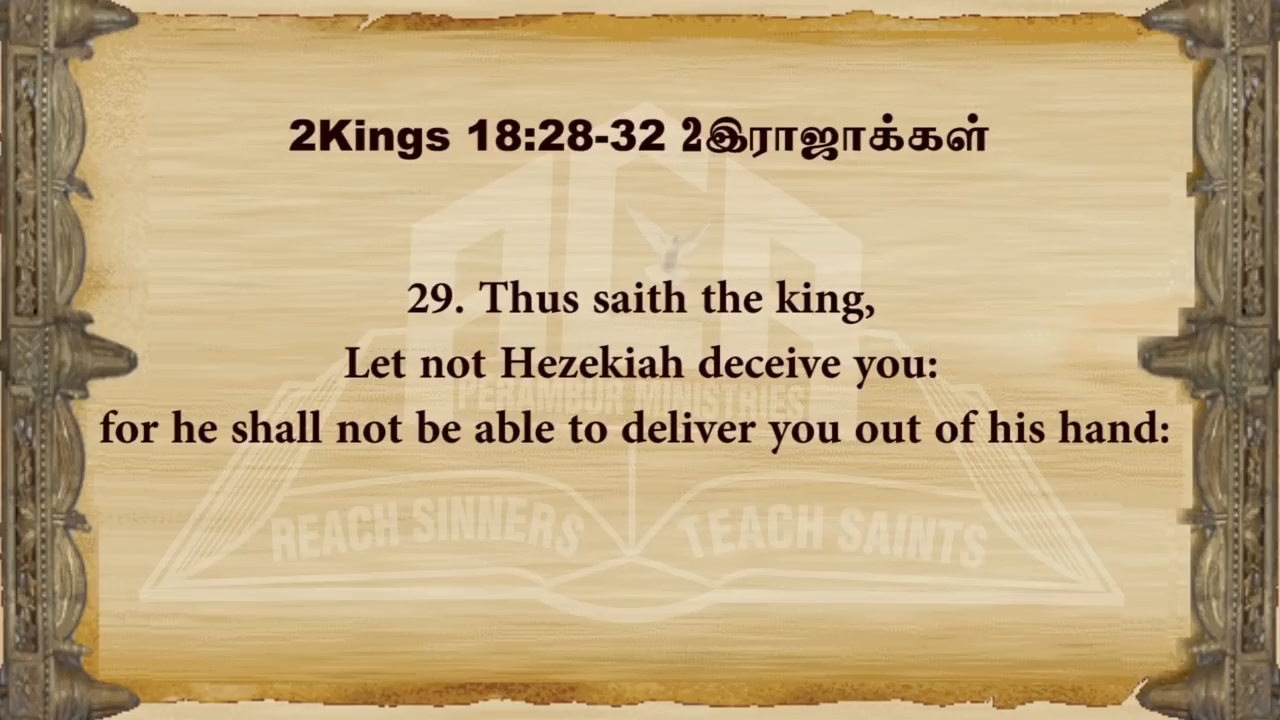 2Kings 18:28-32 2இராஜாக்கள்
29. Thus saith the king,
Let not Hezekiah deceive you:
PERAMBUR MINISTRIES
for he shall not be able to deliver you out of his hand:
REACH SINNERS TEACH SAINTS